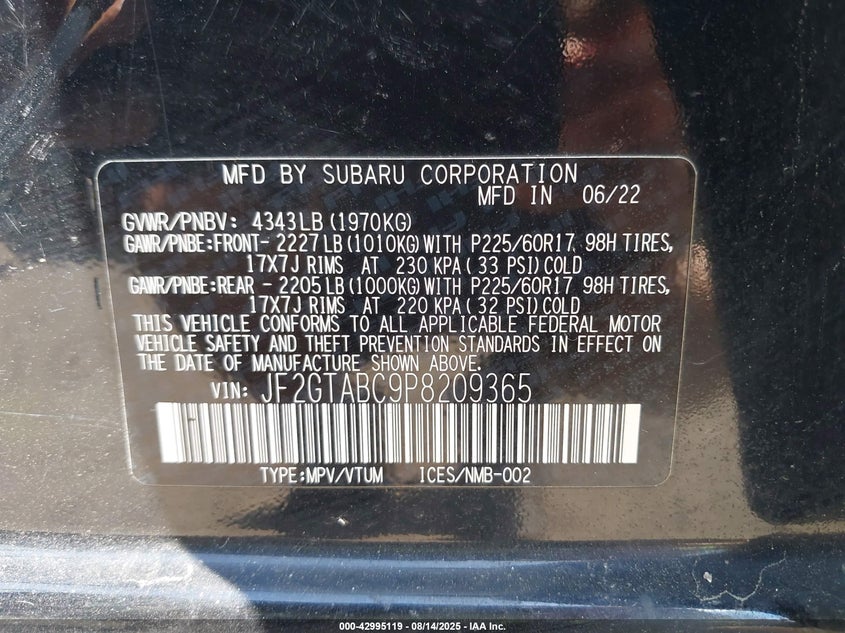 MFD BY SUBARU CORPORATION
MFD IN 06/22
GVWR/PNBV: 4343LB (1970KG)
GAWR/PNBE:FRONT- 2227LB (1010KG) WITH P225/60R17 98H TIRES,
17X7J RIMS AT 230 KPA (33 PSI) COLD
GAWR/PNBE:REAR - 2205LB (1000KG) WITH P225/60R17 98H TIRES,
17X7J RIMS AT 220 KPA (32 PSI) COLD
THIS VEHICLE CONFORMS TO ALL APPLICABLE FEDERAL MOTOR
VEHICLE SAFETY AND THEFT PREVENTION STANDARDS IN EFFECT ON
THE DATE OF MANUFACTURE SHOWN ABOVE.
VIN: JF2GTABC9P8209365
TYPE:MPV/VTUM ICES/NMB-002
000-42995119 - 08/14/2025 - IAA Inc.